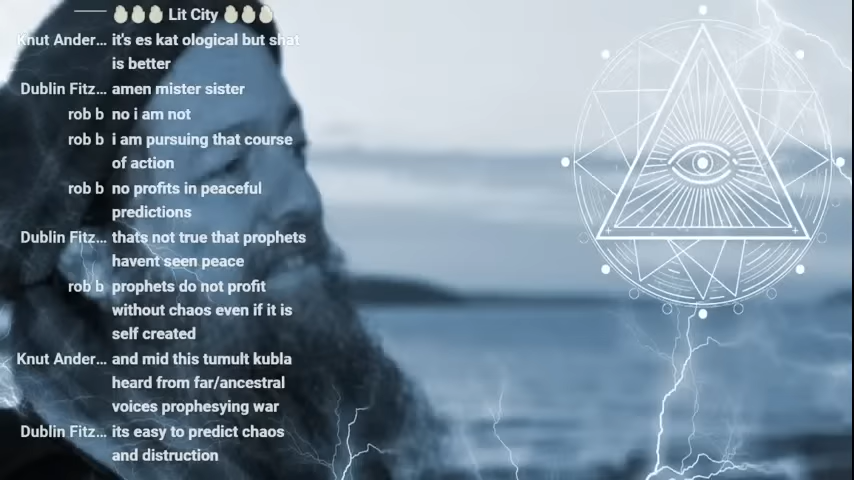 Lit City
Knut Ander... it's es kat ological but shat
is better
Dublin Fitz... amen mister sister
rob b no i am not
rob b i am pursuing that course
of action
rob b no profits in peaceful
predictions
Dublin Fitz... thats not true that prophets
havent seen peace
rob b prophets do not profit
without chaos even if it is
self created
Knut Ander... and mid this tumult kubla
heard from far/ancestral
voices prophesying war
Dublin Fitz... its easy to predict chaos
and distruction